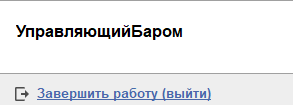 УправляющийБаром
Завершить работу (выйти)